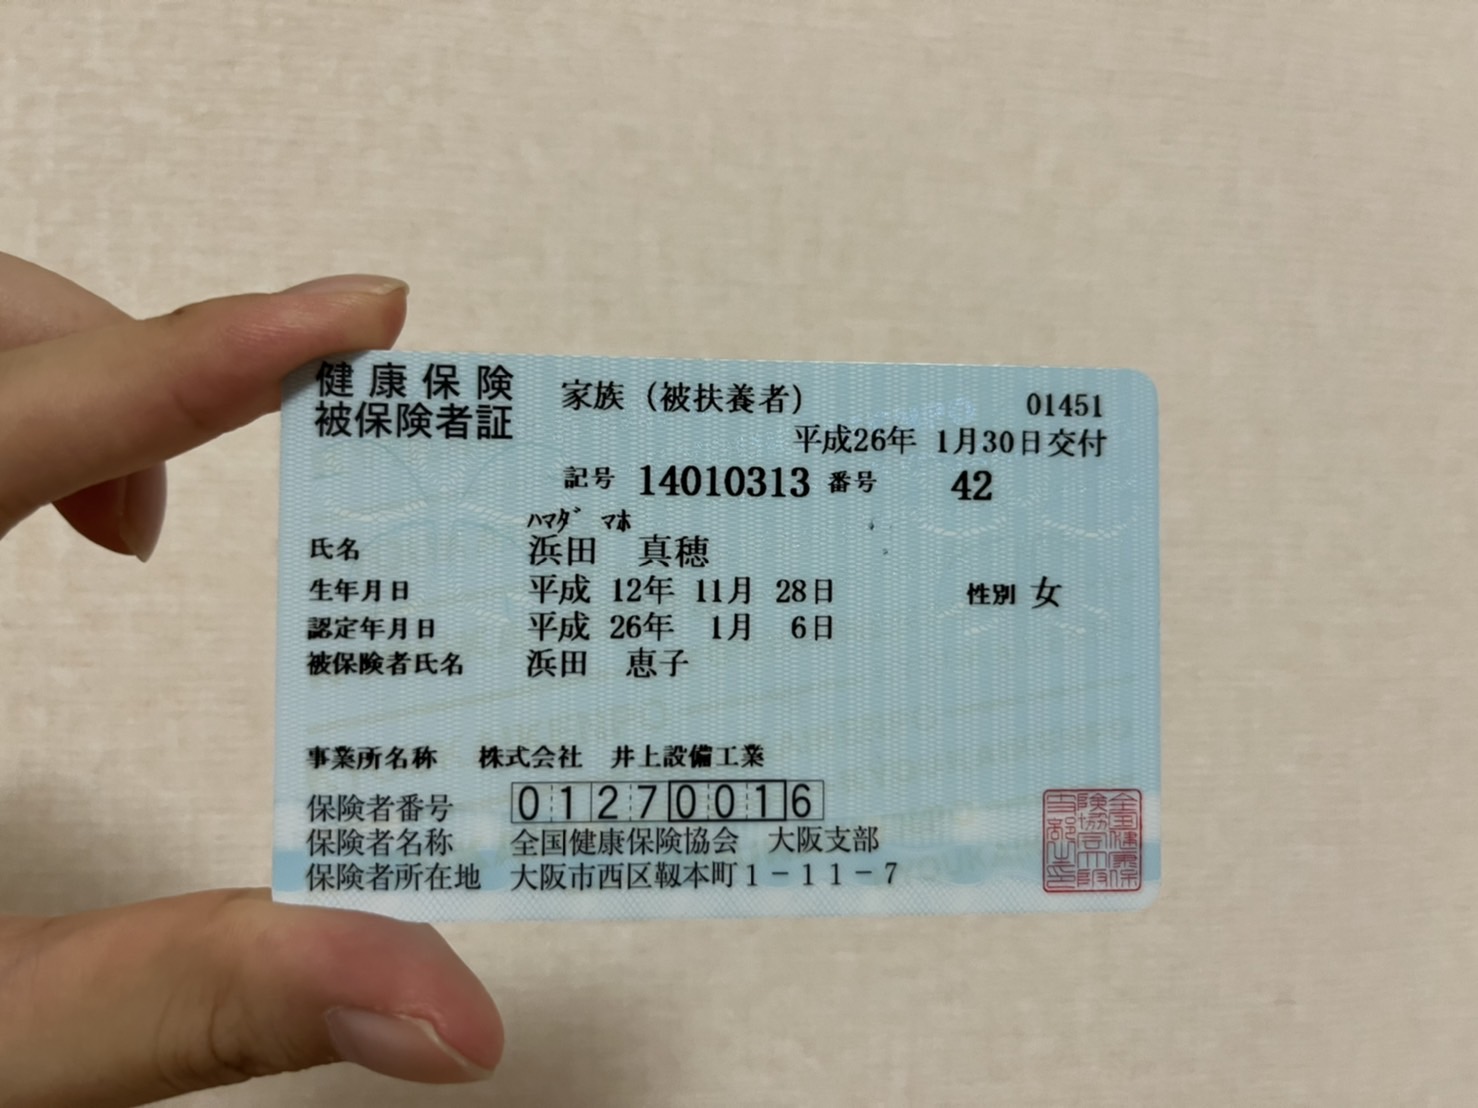 健康保険
被保険者証
家族（被扶養者）
01451
平成26年 1月30日交付
記号 14010313 番号 42
ﾊﾏﾀﾞ ﾏﾎ
氏名 浜田 真穂
生年月日 平成 12年 11月 28日 性別 女
認定年月日 平成 26年 1月 6日
被保険者氏名 浜田 恵子
事業所名称 株式会社 井上設備工業
保険者番号 01270016
保険者名称 全国健康保険協会 大阪支部
保険者所在地 大阪市西区靱本町1－11－7